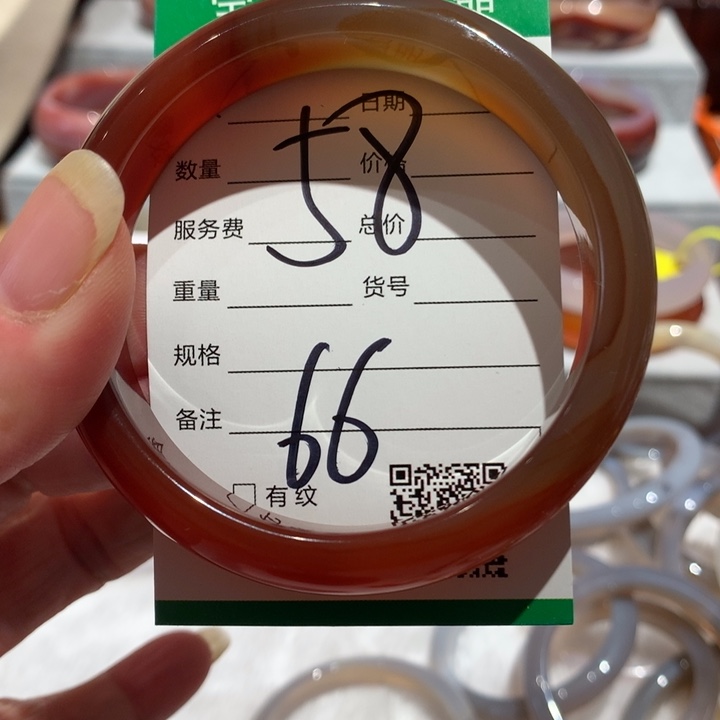 日期
数量 价格
58
服务费 总价
重量 货号
规格
66
备注
有纹